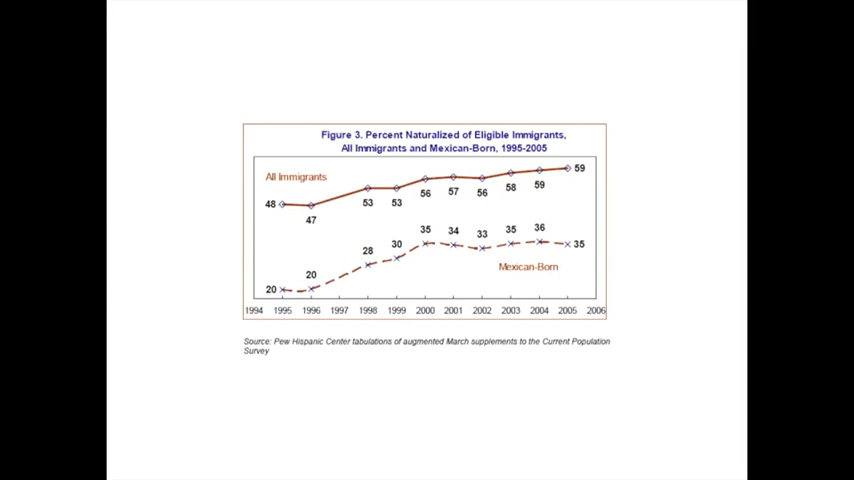 Figure 3. Percent Naturalized of Eligible Immigrants,
All Immigrants and Mexican-Born, 1995-2005
All Immigrants
48 47 53 53 56 57 56 58 59 59
20 20 28 30 35 34 33 35 36 35
Mexican-Born
1994 1995 1996 1997 1998 1999 2000 2001 2002 2003 2004 2005 2006
Source: Pew Hispanic Center tabulations of augmented March supplements to the Current Population
Survey